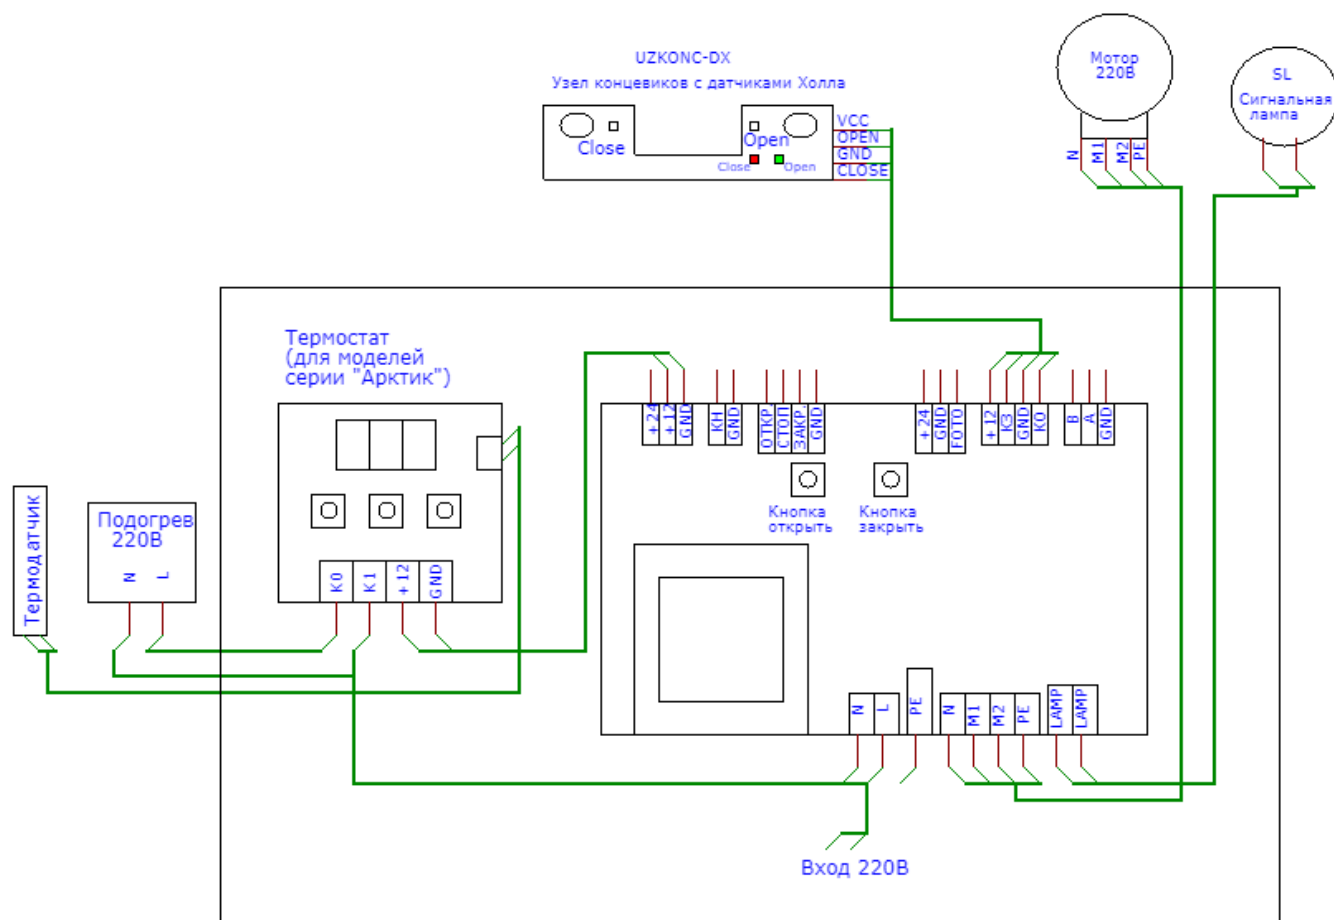 UZKONC-DX
Узел концевиков с датчиками Холла
Close
Open
Close
Open
VCC
OPEN
GND
CLOSE
Мотор
220В
N
M1
M2
PE
SL
Сигнальная
лампа
Термостат
(для моделей
серии "Арктик")
+24
+12
GND
КН
GND
ОТКР.
СТОП
ЗАКР.
GND
+24
GND
FOTO
+12
КЗ
GND
КО
B
A
GND
Кнопка
открыть
Кнопка
закрыть
Термодатчик
Подогрев
220В
N
L
K0
K1
+12
GND
N
L
PE
N
M1
M2
PE
LAMP
LAMP
Вход 220В